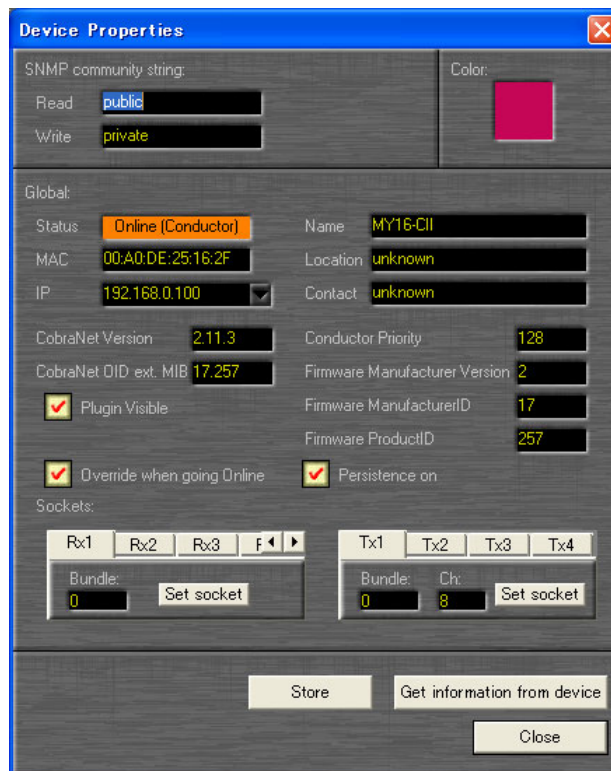 Device Properties
SNMP community string:
Color:
Read public
Write private
Global:
Status Online (Conductor) Name MY16-CII
MAC 00:A0:DE:25:16:2F Location unknown
IP 192.168.0.100 Contact unknown
CobraNet Version 2.11.3 Conductor Priority 128
CobraNet OID ext. MIB 17.257 Firmware Manufacturer Version 2
Plugin Visible Firmware ManufacturerID 17
Firmware ProductID 257
Override when going Online Persistence on
Sockets:
Rx1 Rx2 Rx3 Tx1 Tx2 Tx3 Tx4
Bundle: Bundle: Ch:
0 Set socket 0 8 Set socket
Store Get information from device
Close